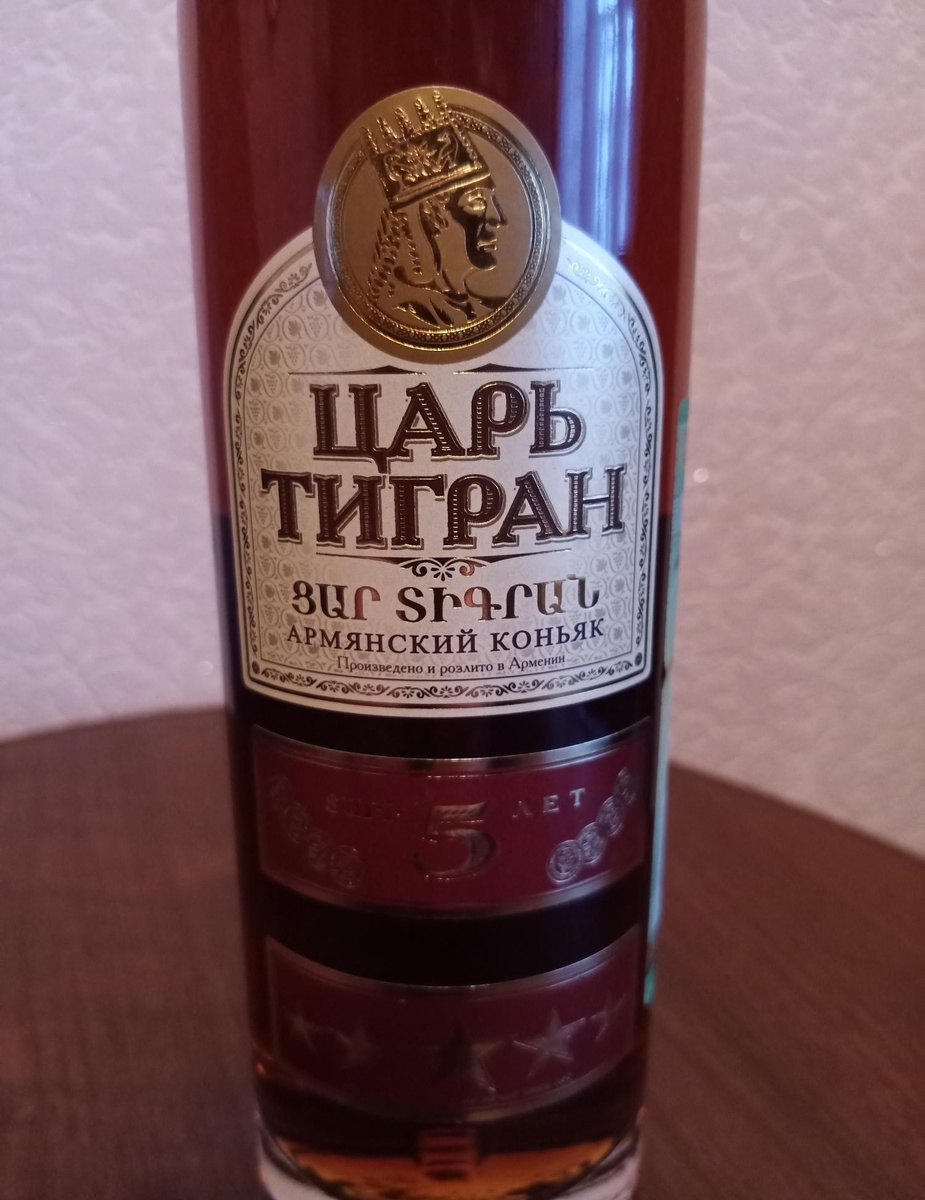 ЦАРЬ
ТИГРАН
ՑԱՐ ՏԻԳՐԱՆ
АРМЯНСКИЙ КОНЬЯК
Произведено и розлито в Армении
5 ЛЕТ